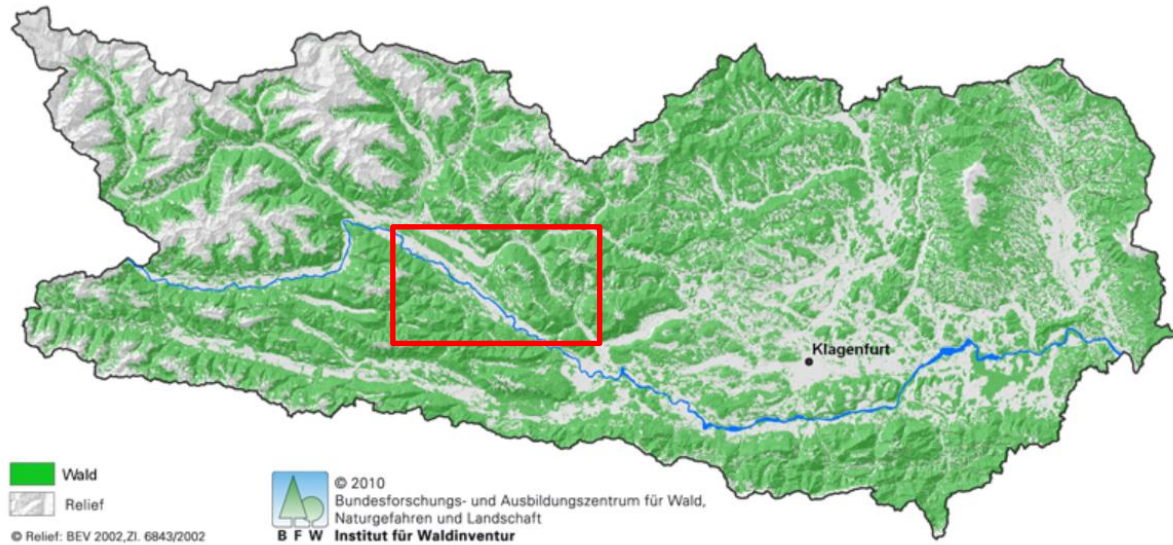 Klagenfurt
Wald
Relief
© Relief: BEV 2002,Zl. 6843/2002
BFW
© 2010
Bundesforschungs- und Ausbildungszentrum für Wald,
Naturgefahren und Landschaft
Institut für Waldinventur